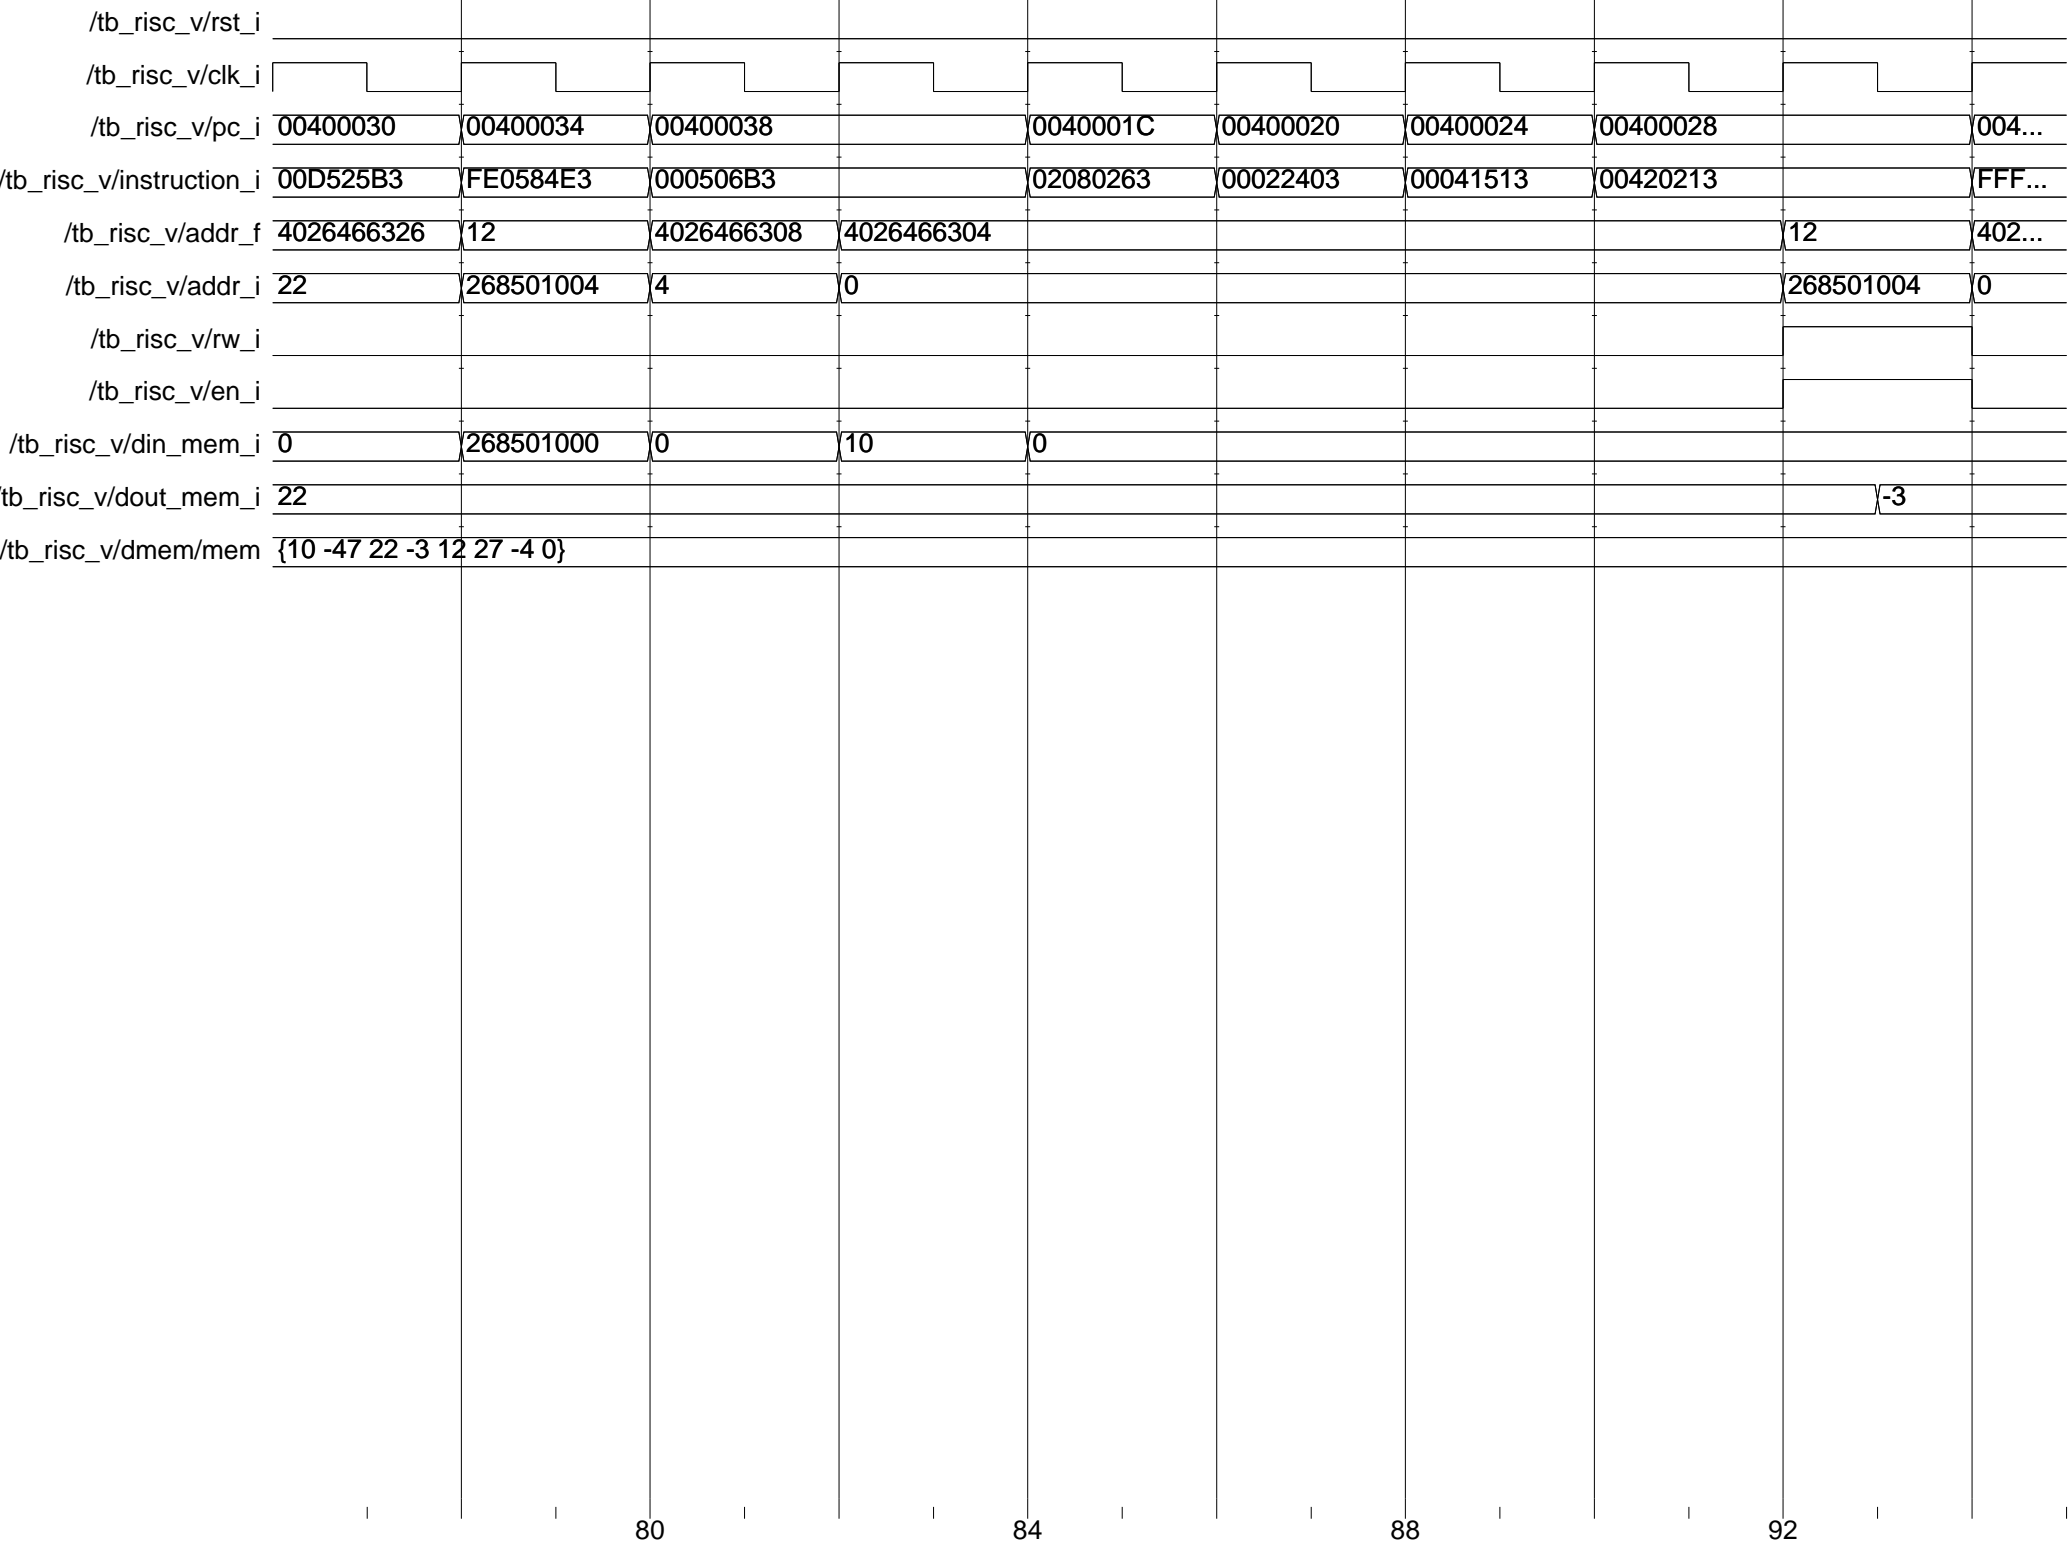 /tb_risc_v/rst_i
/tb_risc_v/clk_i
/tb_risc_v/pc_i 00400030 00400034 00400038 0040001C 00400020 00400024 00400028 004...
/tb_risc_v/instruction_i 00D525B3 FE0584E3 000506B3 02080263 00022403 00041513 00420213 FFF...
/tb_risc_v/addr_f 4026466326 12 4026466308 4026466304 12 402...
/tb_risc_v/addr_i 22 268501004 4 0 268501004 0
/tb_risc_v/rw_i
/tb_risc_v/en_i
/tb_risc_v/din_mem_i 0 268501000 0 10 0
tb_risc_v/dout_mem_i 22 -3
/tb_risc_v/dmem/mem {10 -47 22 -3 12 27 -4 0}
80 84 88 92